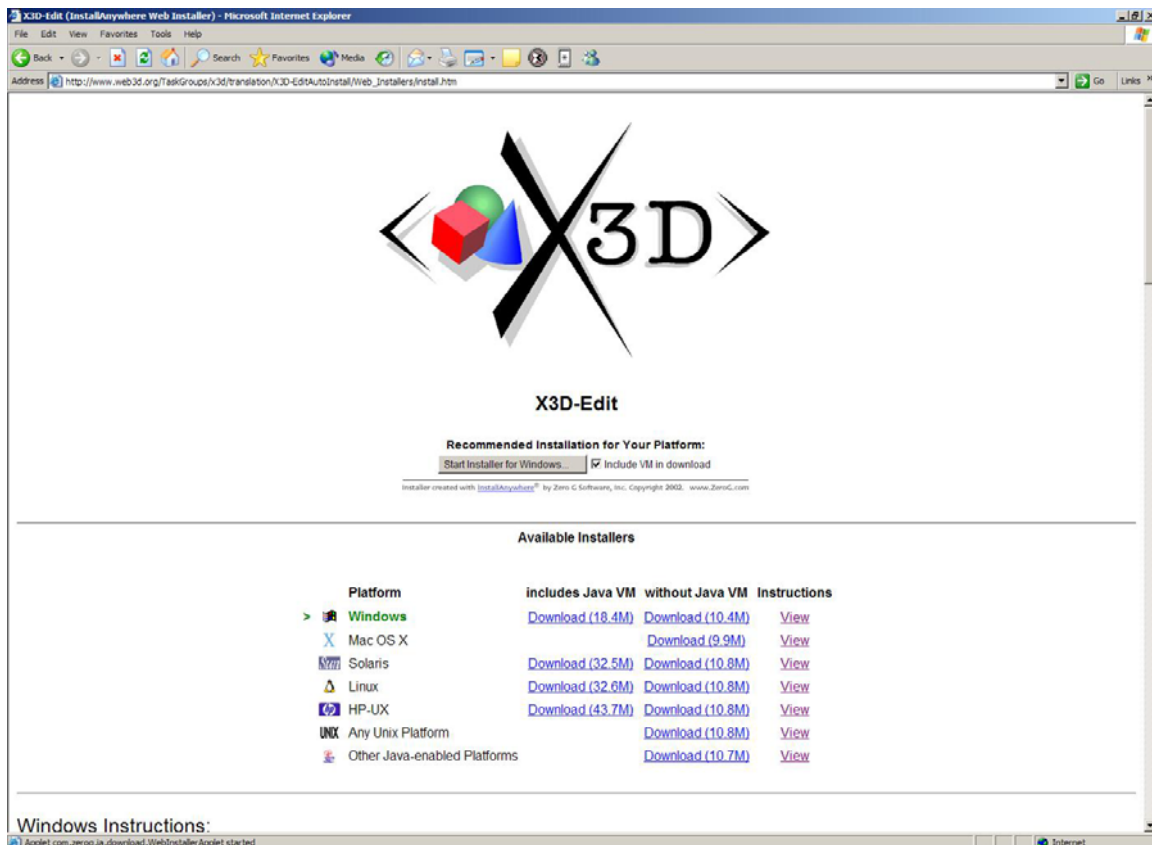 X3D-Edit (InstallAnywhere Web Installer) - Microsoft Internet Explorer
File Edit View Favorites Tools Help
Back Search Favorites Media
Address http://www.web3d.org/TaskGroups/x3d/translation/X3D-EditAutoInstall/Web_Installers/install.htm Go Links »
X3D
X3D-Edit
Recommended Installation for Your Platform:
Start Installer for Windows... Include VM in download
Installer created with InstallAnywhere® by Zero G Software, Inc. Copyright 2002. www.ZeroG.com
Available Installers
Platform includes Java VM without Java VM Instructions
> Windows Download (18.4M) Download (10.4M) View
X Mac OS X Download (9.9M) View
Sun Solaris Download (32.5M) Download (10.8M) View
Linux Download (32.6M) Download (10.8M) View
hp HP-UX Download (43.7M) Download (10.8M) View
UNIX Any Unix Platform Download (10.8M) View
Other Java-enabled Platforms Download (10.7M) View
Windows Instructions:
Applet com.zerog.ia.download.WebInstallerApplet started Internet